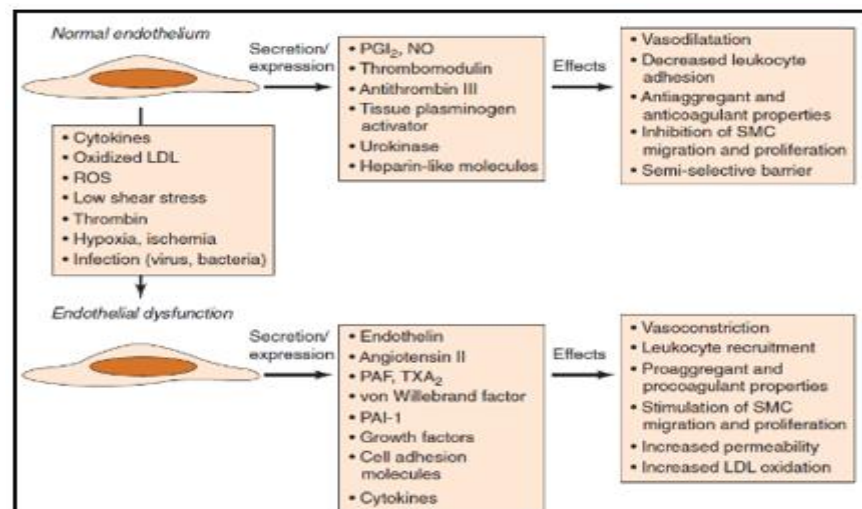 Normal endothelium
Secretion/
expression
• PGI₂, NO
• Thrombomodulin
• Antithrombin III
• Tissue plasminogen
activator
• Urokinase
• Heparin-like molecules
Effects
• Vasodilatation
• Decreased leukocyte
adhesion
• Antiaggregant and
anticoagulant properties
• Inhibition of SMC
migration and proliferation
• Semi-selective barrier
• Cytokines
• Oxidized LDL
• ROS
• Low shear stress
• Thrombin
• Hypoxia, ischemia
• Infection (virus, bacteria)
Endothelial dysfunction
Secretion/
expression
• Endothelin
• Angiotensin II
• PAF, TXA₂
• von Willebrand factor
• PAI-1
• Growth factors
• Cell adhesion
molecules
• Cytokines
Effects
• Vasoconstriction
• Leukocyte recruitment
• Proaggregant and
procoagulant properties
• Stimulation of SMC
migration and proliferation
• Increased permeability
• Increased LDL oxidation